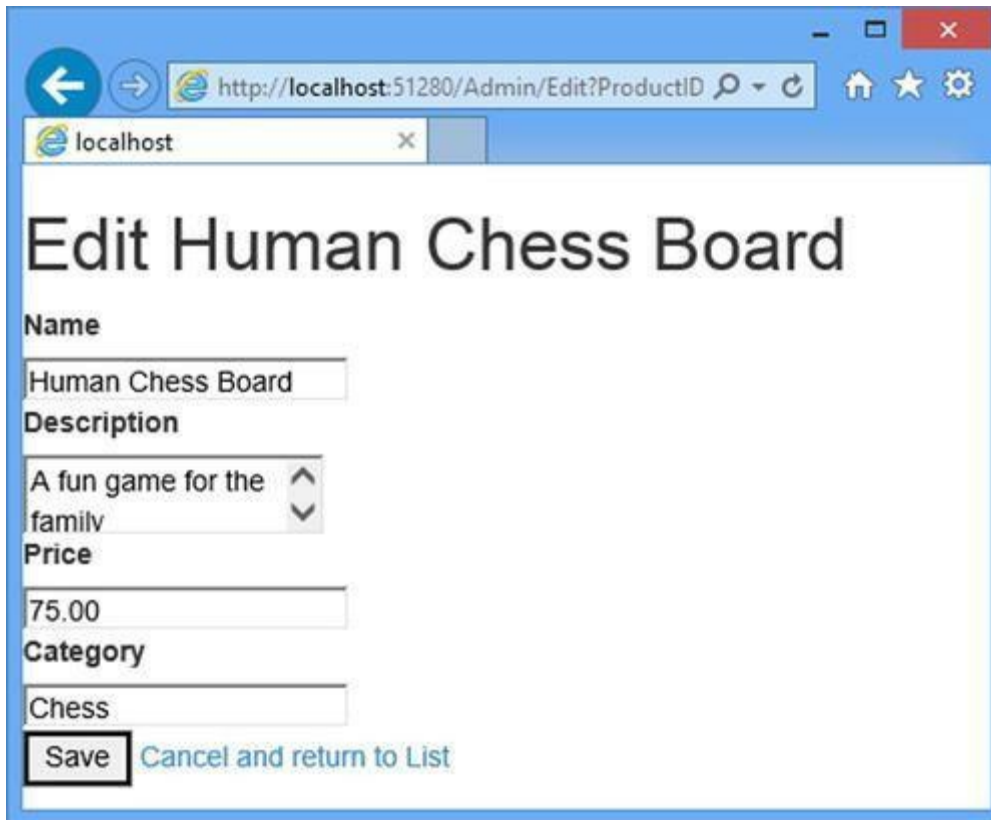 http://localhost:51280/Admin/Edit?ProductID
localhost
Edit Human Chess Board
Name
Human Chess Board
Description
A fun game for the
family
Price
75.00
Category
Chess
Save Cancel and return to List